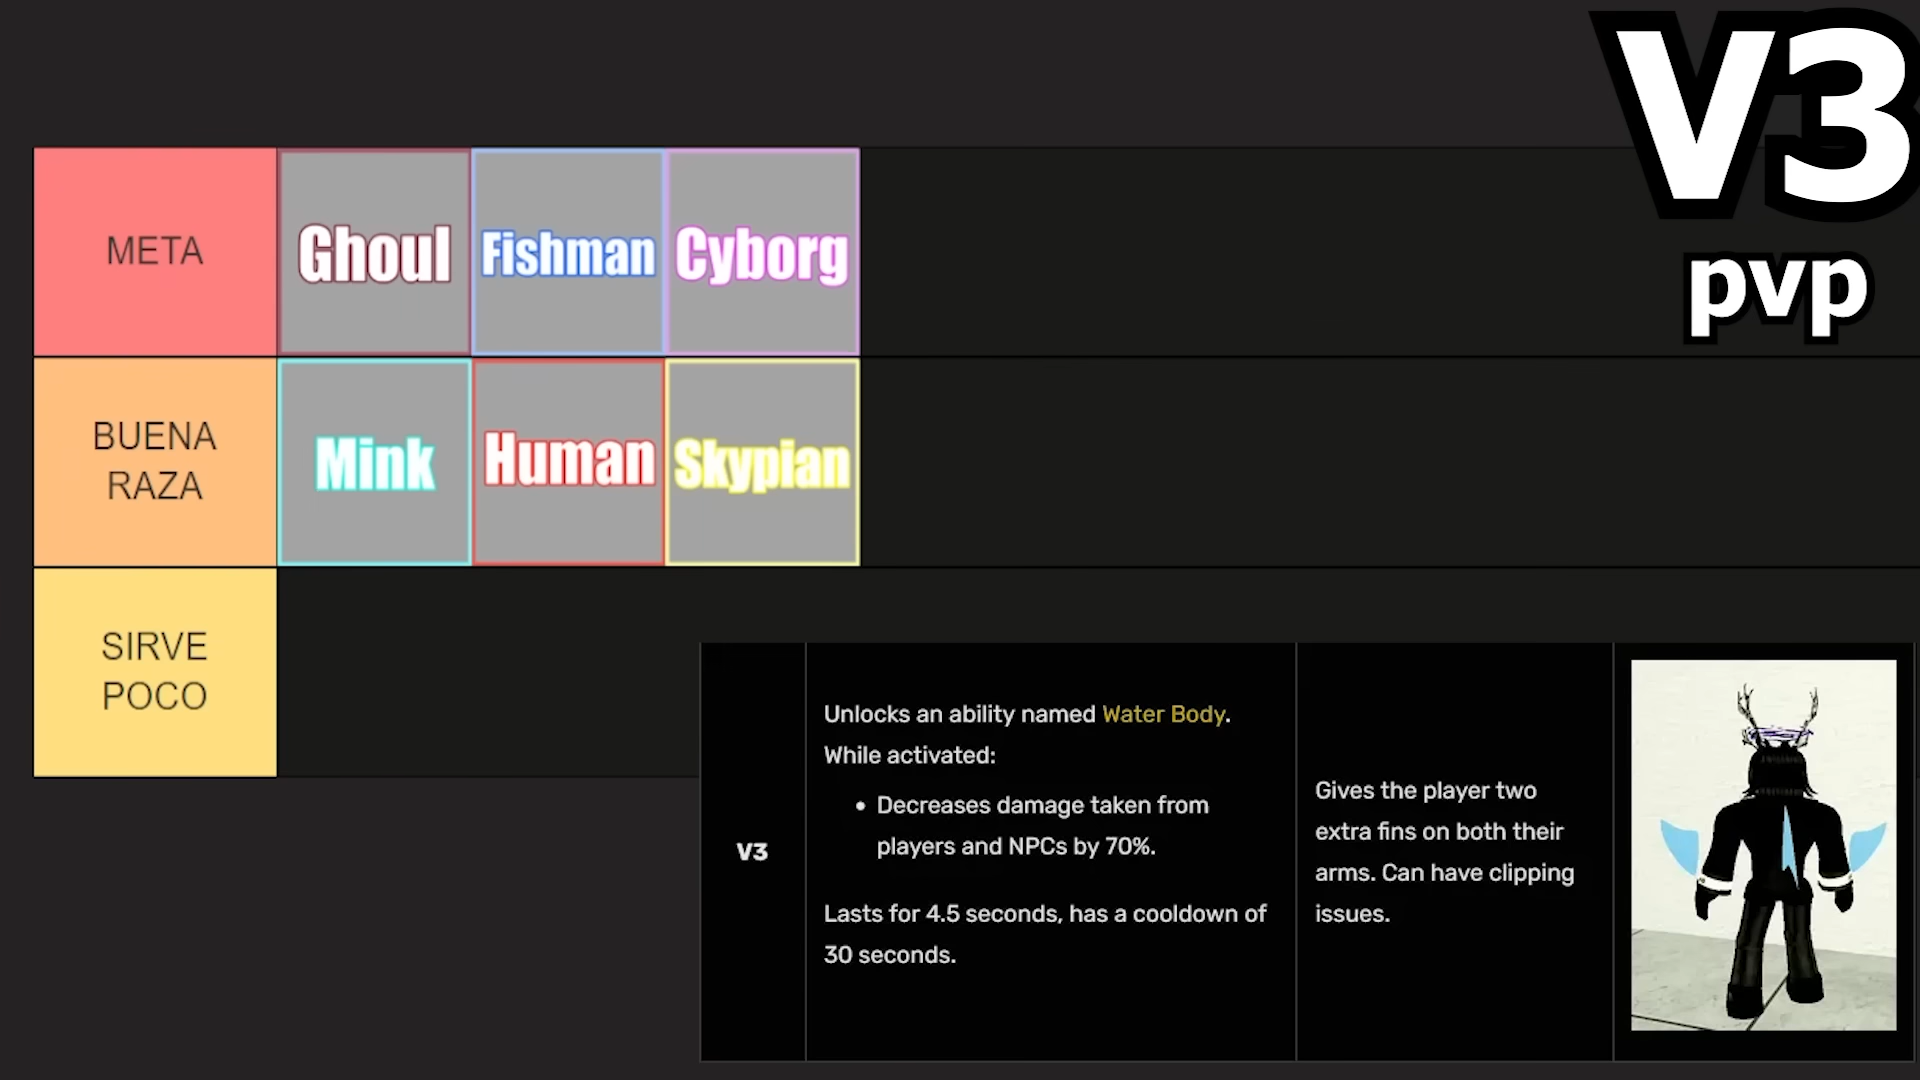 V3
pvp
META
Ghoul
Fishman
Cyborg
BUENA
RAZA
Mink
Human
Skypian
SIRVE
POCO
V3
Unlocks an ability named Water Body.
While activated:
• Decreases damage taken from
players and NPCs by 70%.
Lasts for 4.5 seconds, has a cooldown of
30 seconds.
Gives the player two
extra fins on both their
arms. Can have clipping
issues.